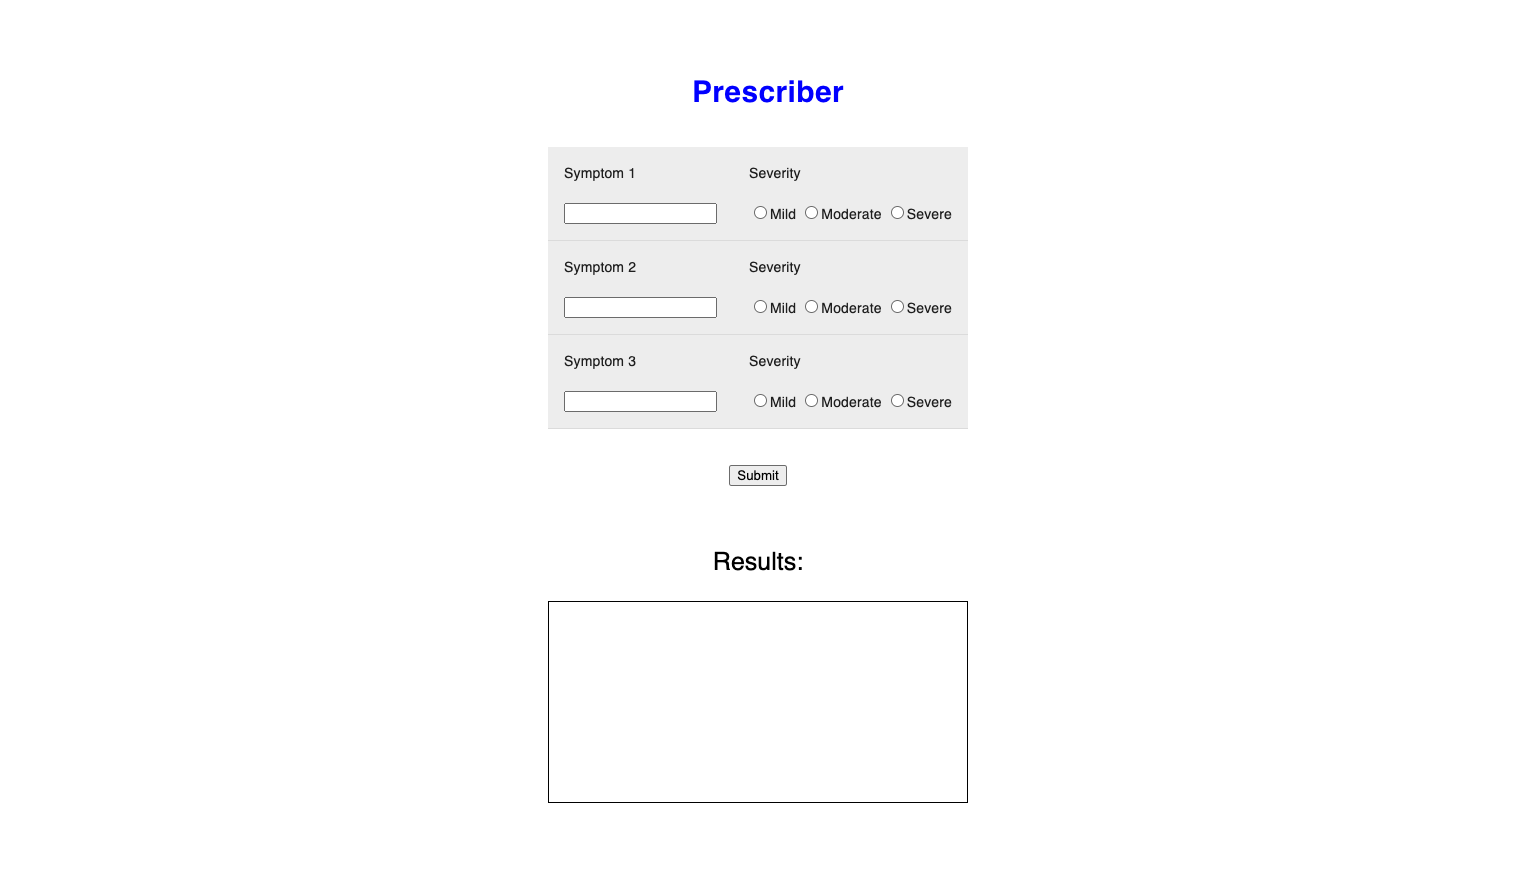 Prescriber
Symptom 1 Severity
Mild Moderate Severe
Symptom 2 Severity
Mild Moderate Severe
Symptom 3 Severity
Mild Moderate Severe
Submit
Results: